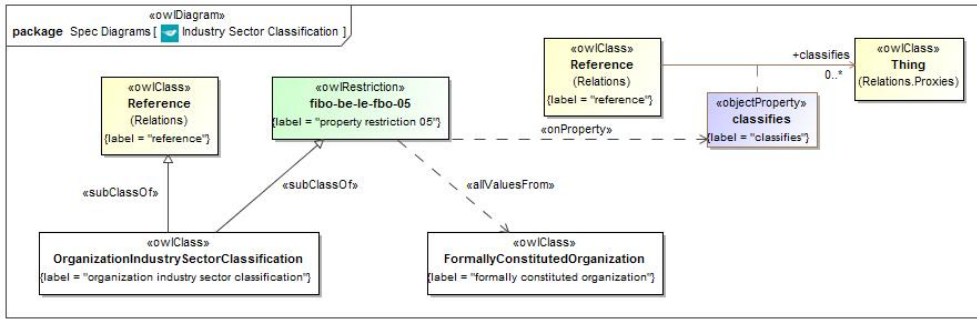 «owlDiagram»
package Spec Diagrams [ Industry Sector Classification ]
«owlClass»
Reference
(Relations)
{label = "reference"}
«owlRestriction»
fibo-be-le-fbo-05
{label = "property restriction 05"}
«owlClass»
Reference
(Relations)
{label = "reference"}
+classifies
0..*
«owlClass»
Thing
(Relations.Proxies)
«objectProperty»
classifies
{label = "classifies"}
«onProperty»
«subClassOf»
«subClassOf»
«allValuesFrom»
«owlClass»
OrganizationIndustrySectorClassification
{label = "organization industry sector classification"}
«owlClass»
FormallyConstitutedOrganization
{label = "formally constituted organization"}